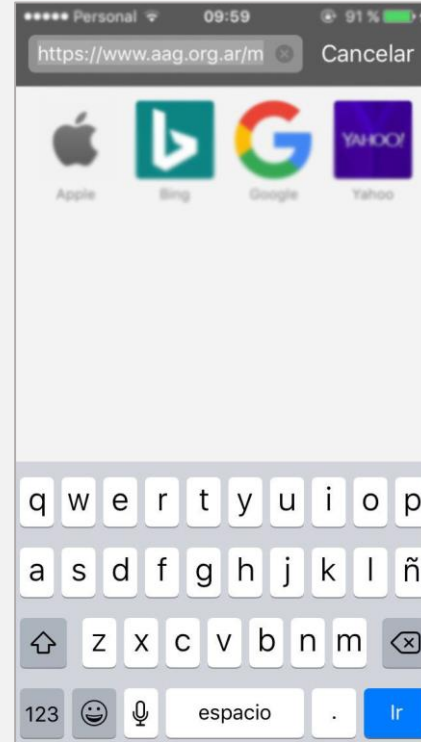 Personal 09:59 91 %
https://www.aag.org.ar/m Cancelar
YAHOO!
Apple Bing Google Yahoo
q w e r t y u i o p
a s d f g h j k l ñ
z x c v b n m
123 espacio . Ir